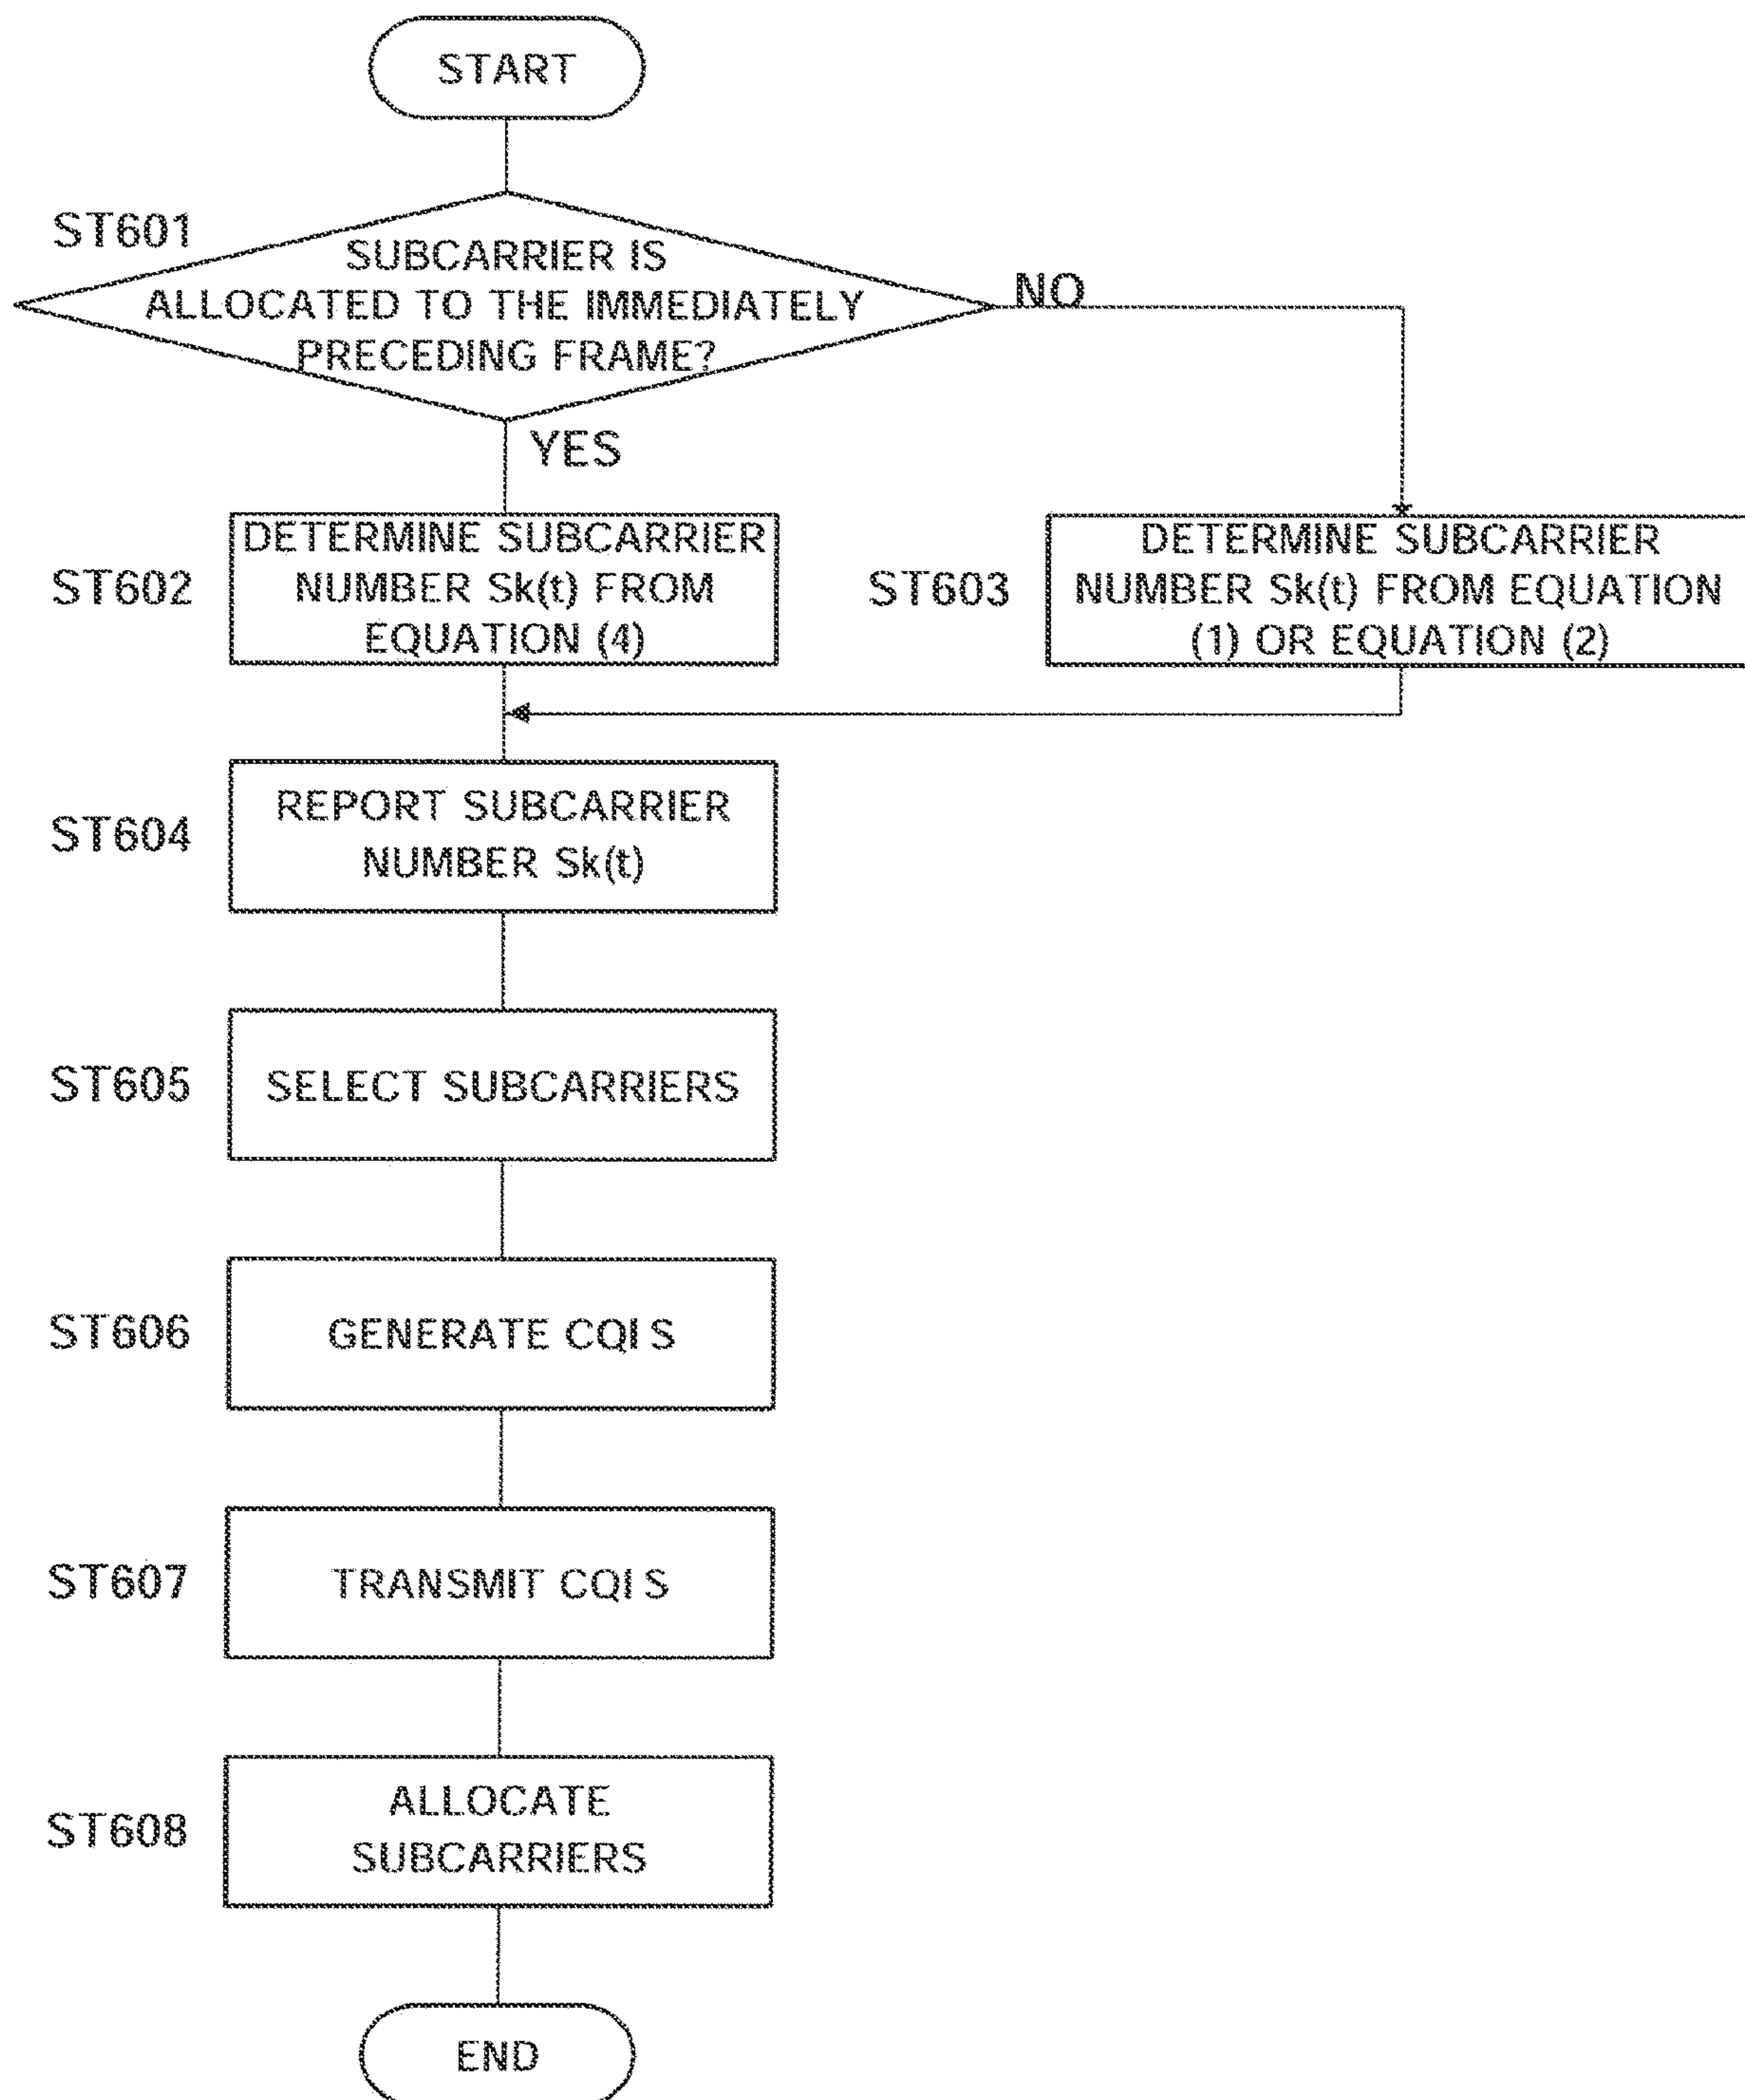 START
ST601
SUBCARRIER IS
ALLOCATED TO THE IMMEDIATELY
PRECEDING FRAME?
NO
YES
ST602
DETERMINE SUBCARRIER
NUMBER Sk(t) FROM
EQUATION (4)
ST603
DETERMINE SUBCARRIER
NUMBER Sk(t) FROM EQUATION
(1) OR EQUATION (2)
ST604
REPORT SUBCARRIER
NUMBER Sk(t)
ST605
SELECT SUBCARRIERS
ST606
GENERATE CQI S
ST607
TRANSMIT CQI S
ST608
ALLOCATE
SUBCARRIERS
END